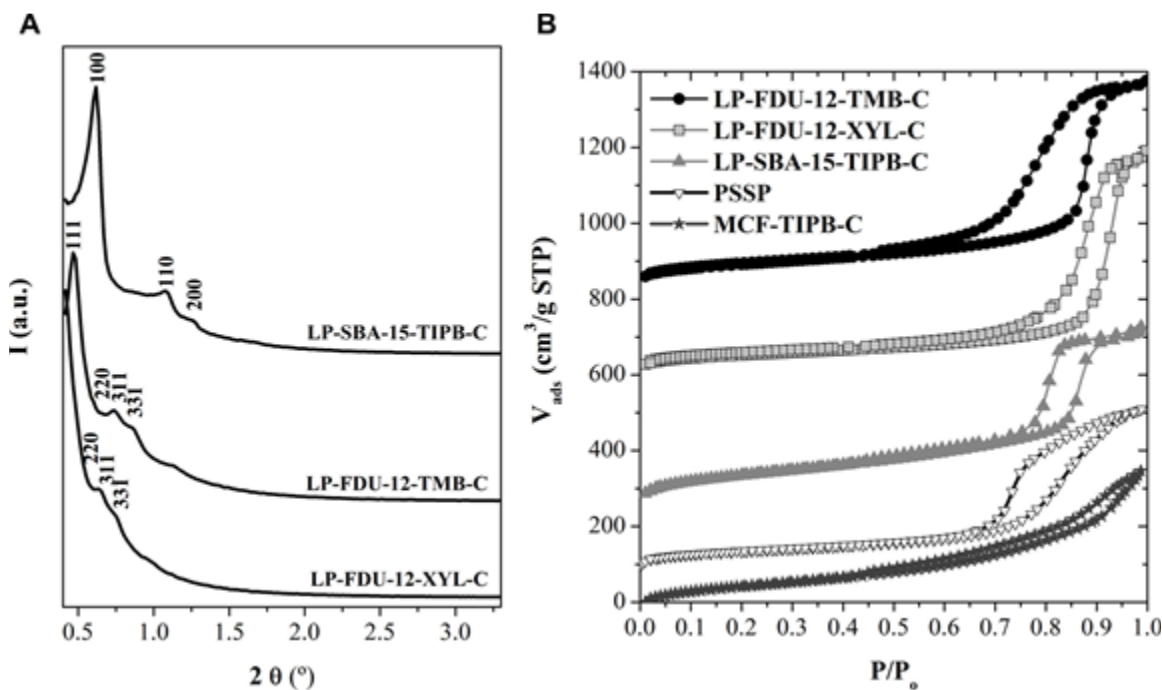 A
100
110
200
LP-SBA-15-TIPB-C
111
220
311
331
LP-FDU-12-TMB-C
220
311
331
LP-FDU-12-XYL-C
I (a.u.)
0.5 1.0 1.5 2.0 2.5 3.0
2 θ (º)
B
LP-FDU-12-TMB-C
LP-FDU-12-XYL-C
LP-SBA-15-TIPB-C
PSSP
MCF-TIPB-C
1400
1200
1000
800
600
400
200
0
V_ads (cm³/g STP)
0.0 0.1 0.2 0.3 0.4 0.5 0.6 0.7 0.8 0.9 1.0
P/P_o